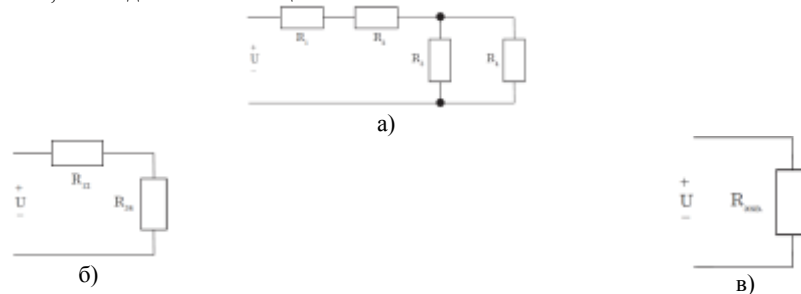 R₁ R₂
+
U
−
R₃ R₄
а)
R₁₂
+
U
−
R₃₄
б)
+
U
−
Rэкв.
в)